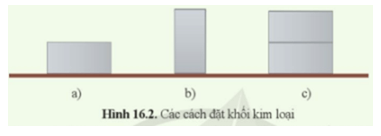 a) b) c)
Hình 16.2. Các cách đặt khối kim loại